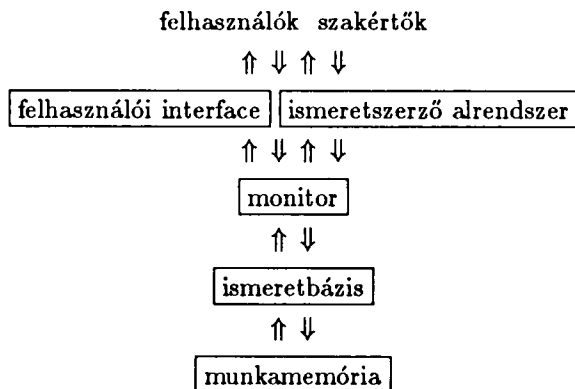 felhasználók szakértők
⇑ ⇓ ⇑ ⇓
felhasználói interface ismeretszerző alrendszer
⇑ ⇓ ⇑ ⇓
monitor
⇑ ⇓
ismeretbázis
⇑ ⇓
munkamemória